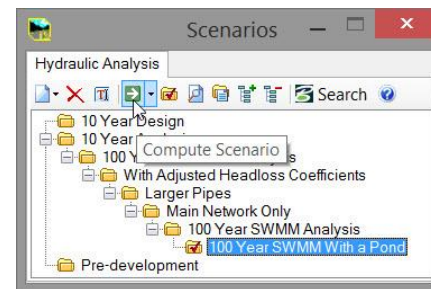 Scenarios
Hydraulic Analysis
Search
10 Year Design
10 Year
100 Y s
Compute Scenario
With Adjusted Headloss Coefficients
Larger Pipes
Main Network Only
100 Year SWMM Analysis
100 Year SWMM With a Pond
Pre-development